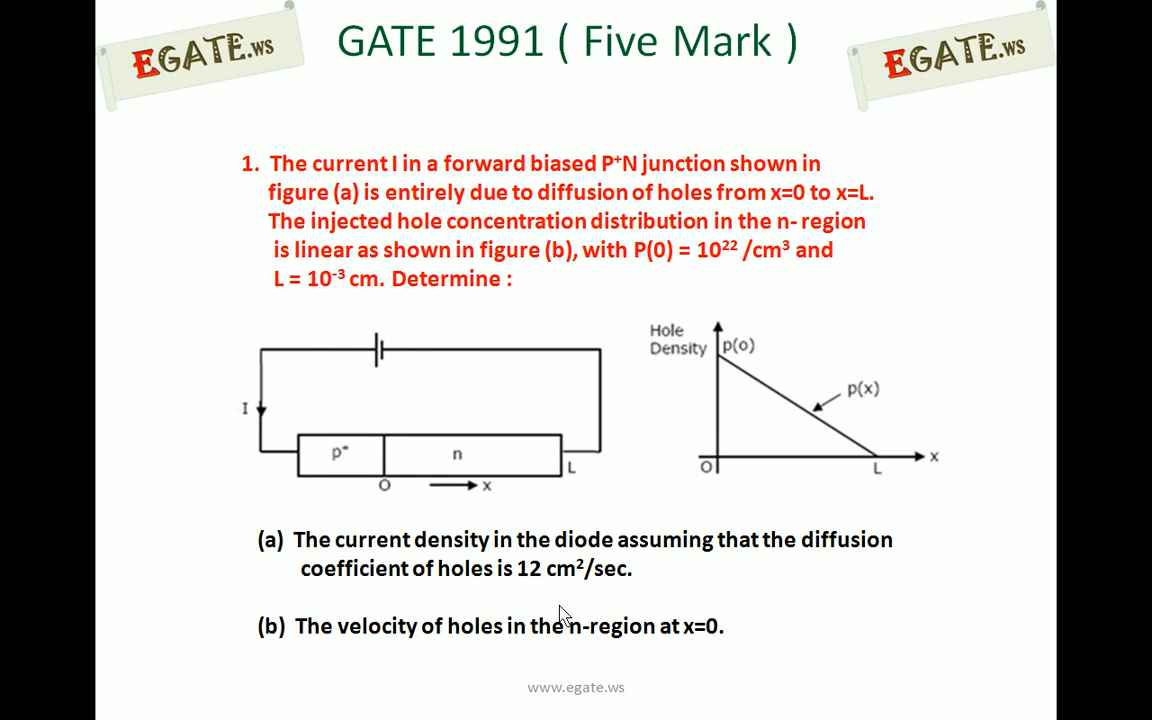 EGATE.ws
GATE 1991 ( Five Mark )
EGATE.ws
1. The current I in a forward biased P⁺N junction shown in
figure (a) is entirely due to diffusion of holes from x=0 to x=L.
The injected hole concentration distribution in the n- region
is linear as shown in figure (b), with P(0) = 10²² /cm³ and
L = 10⁻³ cm. Determine :
I
p⁺
n
L
O
x
Hole
Density
p(o)
p(x)
O
L
x
(a) The current density in the diode assuming that the diffusion
coefficient of holes is 12 cm²/sec.
(b) The velocity of holes in the n-region at x=0.
www.egate.ws